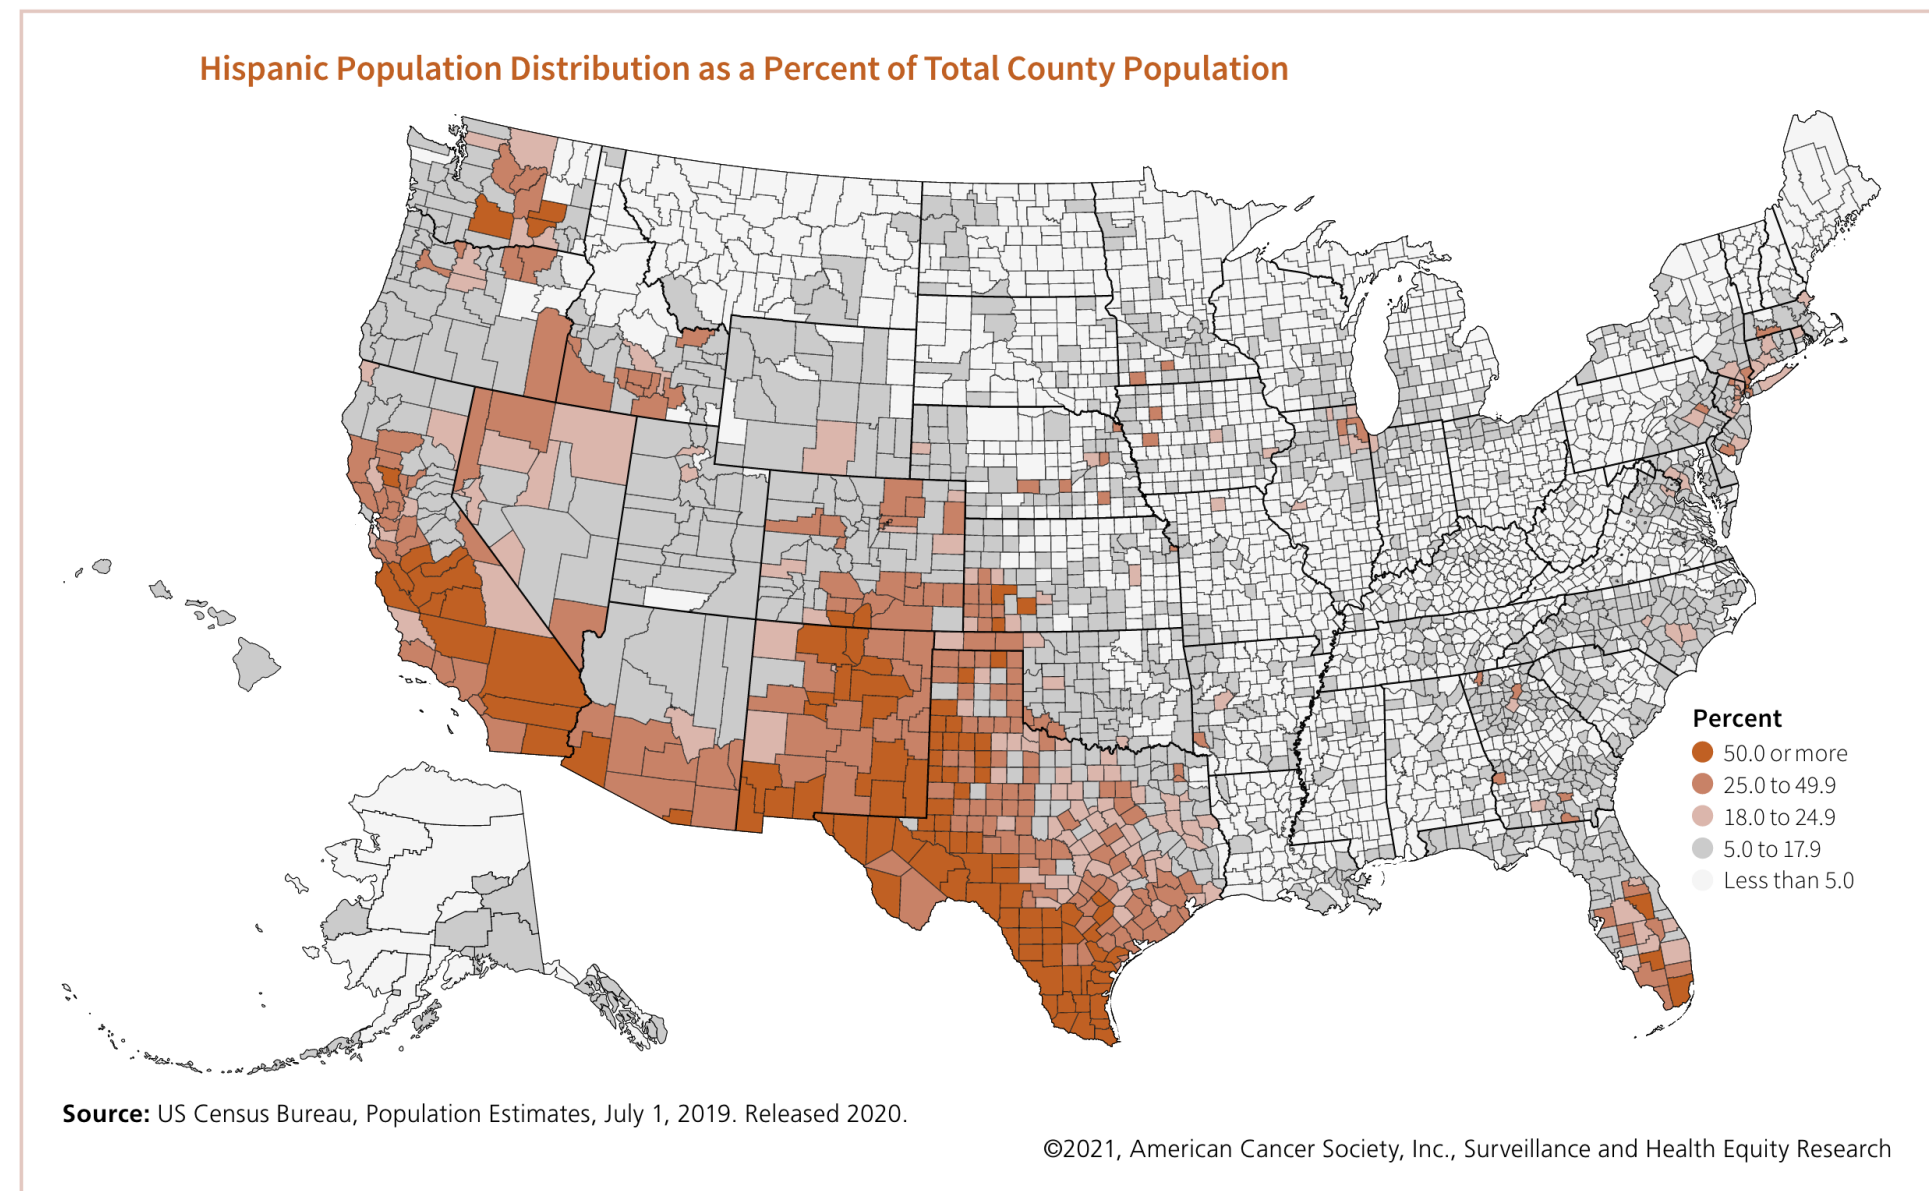 Hispanic Population Distribution as a Percent of Total County Population
Percent
50.0 or more
25.0 to 49.9
18.0 to 24.9
5.0 to 17.9
Less than 5.0
Source: US Census Bureau, Population Estimates, July 1, 2019. Released 2020.
©2021, American Cancer Society, Inc., Surveillance and Health Equity Research